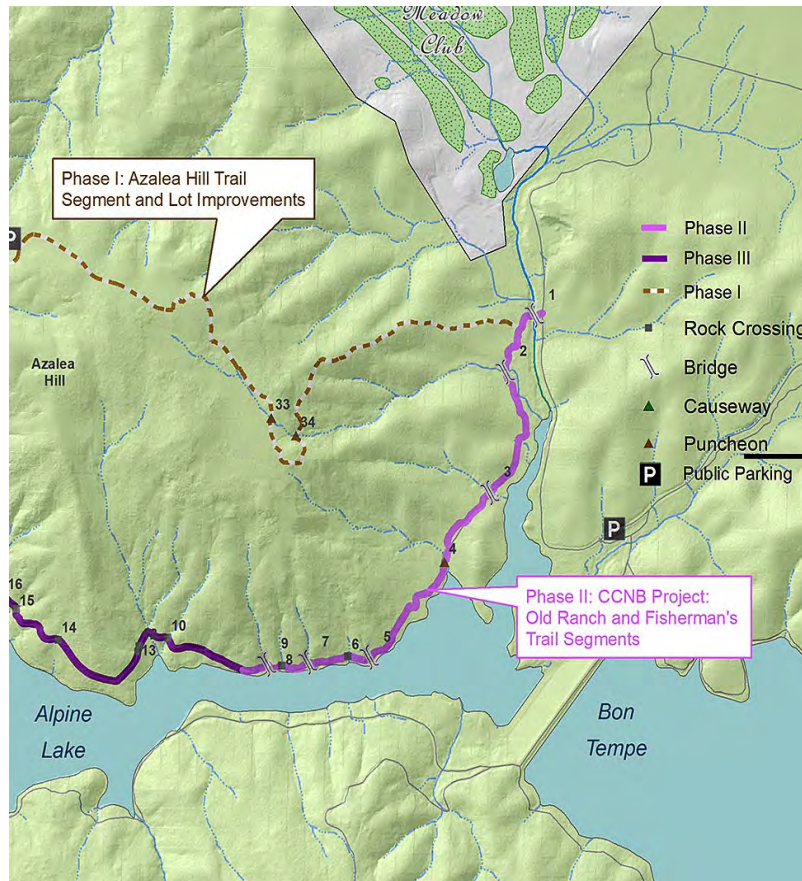 Meadow
Club
Phase I: Azalea Hill Trail
Segment and Lot Improvements
P
Phase II
Phase III
Phase I
Rock Crossing
Bridge
Causeway
Puncheon
P Public Parking
1
2
Azalea
Hill
33
34
3
P
4
Phase II: CCNB Project:
Old Ranch and Fisherman's
Trail Segments
16
15
14
13
10
9
8
7
6
5
Alpine
Lake
Bon
Tempe